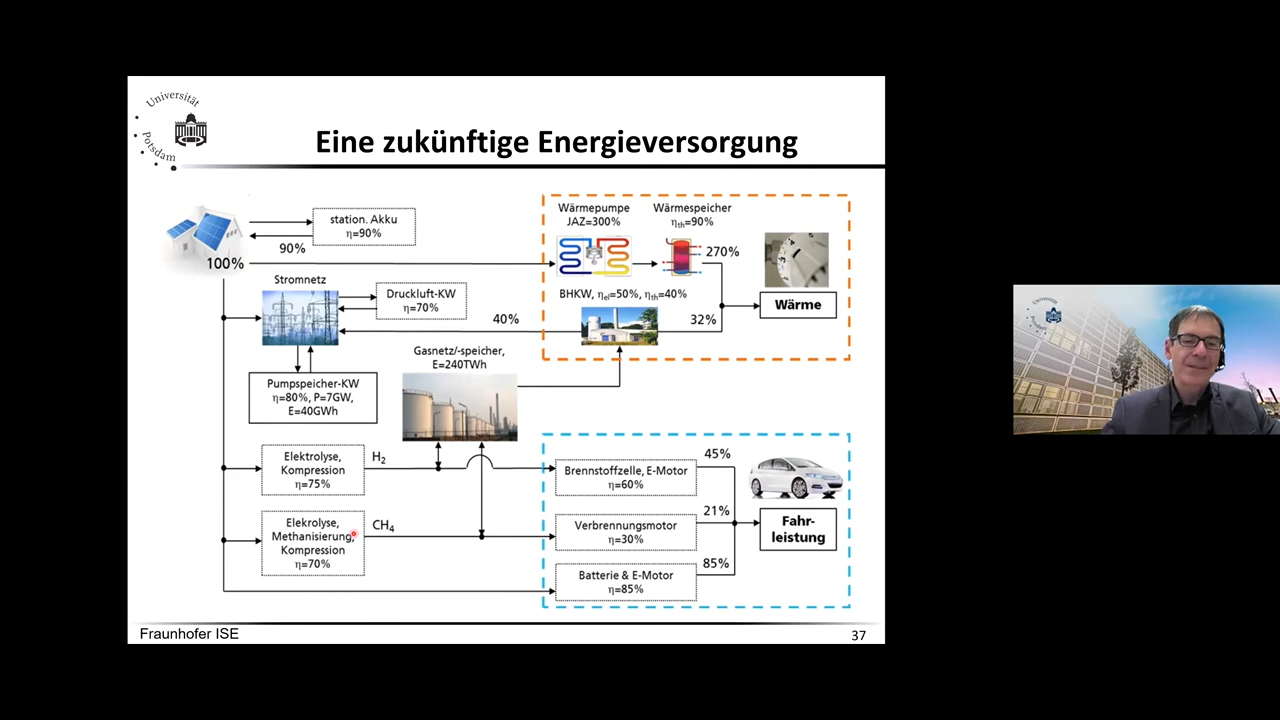 Universität
Potsdam
Eine zukünftige Energieversorgung
station. Akku
η=90%
90%
100%
Wärmepumpe
JAZ=300%
Wärmespeicher
ηth=90%
270%
Stromnetz
Druckluft-KW
η=70%
BHKW, ηel=50%, ηth=40%
40%
32%
Wärme
Gasnetz/-speicher,
E=240TWh
Pumpspeicher-KW
η=80%, P=7GW,
E=40GWh
Elektrolyse,
Kompression
η=75%
H2
Brennstoffzelle, E-Motor
η=60%
45%
Elekrolyse,
Methanisierung,
Kompression
η=70%
CH4
Verbrennungsmotor
η=30%
21%
Fahr-
leistung
Batterie & E-Motor
η=85%
85%
Fraunhofer ISE
37
Universität
Potsdam